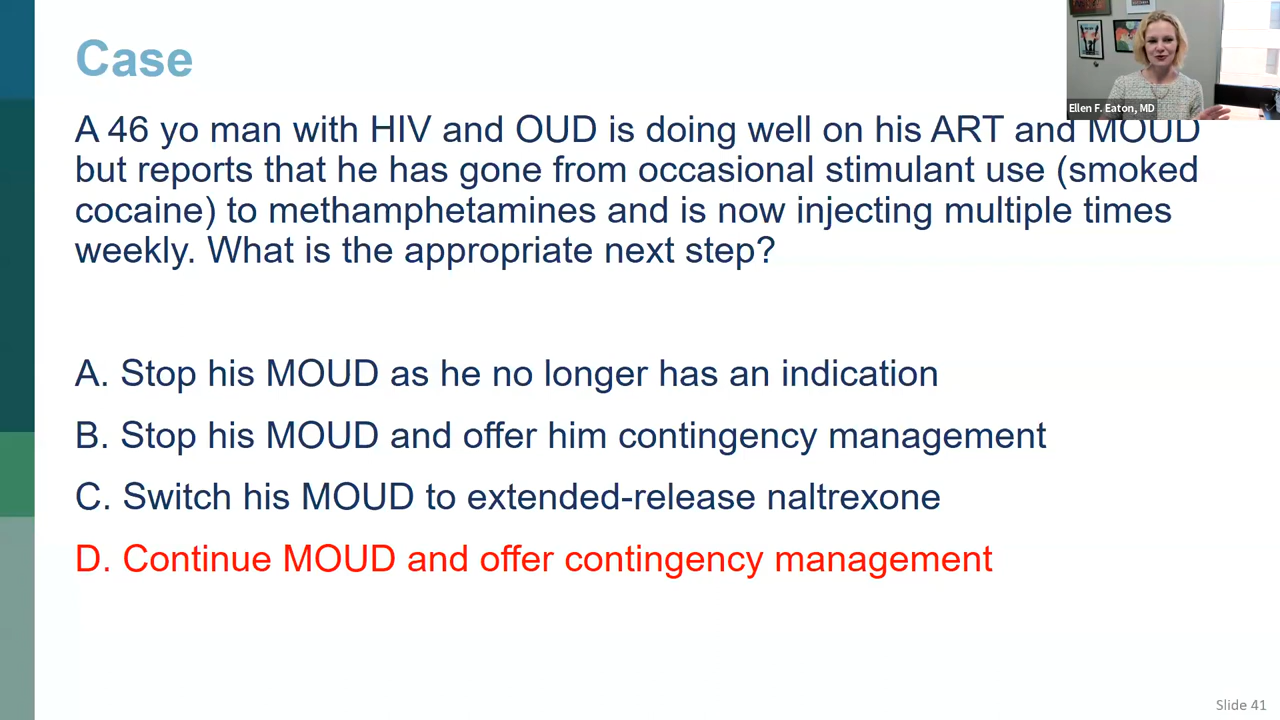 Case
Ellen F. Eaton, MD
A 46 yo man with HIV and OUD is doing well on his ART and MOUD
but reports that he has gone from occasional stimulant use (smoked
cocaine) to methamphetamines and is now injecting multiple times
weekly. What is the appropriate next step?
A. Stop his MOUD as he no longer has an indication
B. Stop his MOUD and offer him contingency management
C. Switch his MOUD to extended-release naltrexone
D. Continue MOUD and offer contingency management
Slide 41